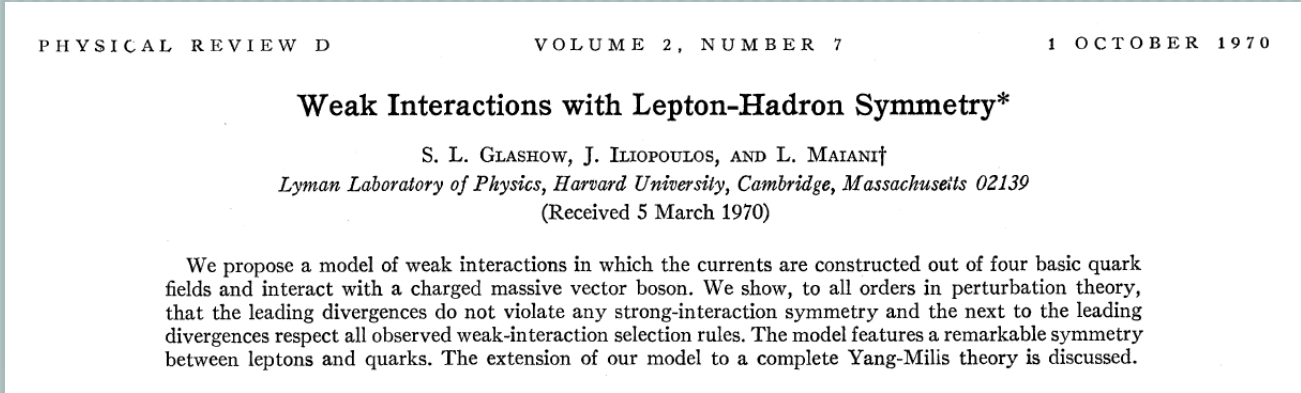 PHYSICAL REVIEW D VOLUME 2, NUMBER 7 1 OCTOBER 1970
Weak Interactions with Lepton-Hadron Symmetry*
S. L. GLASHOW, J. ILIOPOULOS, AND L. MAIANI†
Lyman Laboratory of Physics, Harvard University, Cambridge, Massachusetts 02139
(Received 5 March 1970)
We propose a model of weak interactions in which the currents are constructed out of four basic quark
fields and interact with a charged massive vector boson. We show, to all orders in perturbation theory,
that the leading divergences do not violate any strong-interaction symmetry and the next to the leading
divergences respect all observed weak-interaction selection rules. The model features a remarkable symmetry
between leptons and quarks. The extension of our model to a complete Yang-Milis theory is discussed.